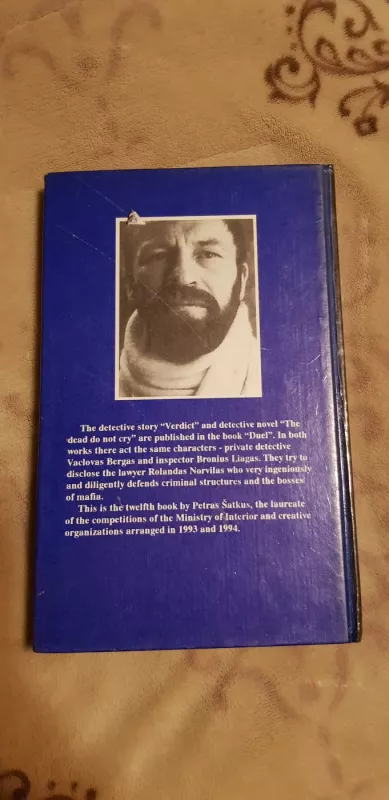 The detective story "Verdict" and detective novel "The
dead do not cry" are published in the book "Duel". In both
works there act the same characters - private detective
Vaclovas Bergas and inspector Bronius Liagas. They try to
disclose the lawyer Rolandas Norvilas who very ingeniously
and diligently defends criminal structures and the bosses
of mafia.
This is the twelfth book by Petras Šatkus, the laureate
of the competitions of the Ministry of Interior and creative
organizations arranged in 1993 and 1994.